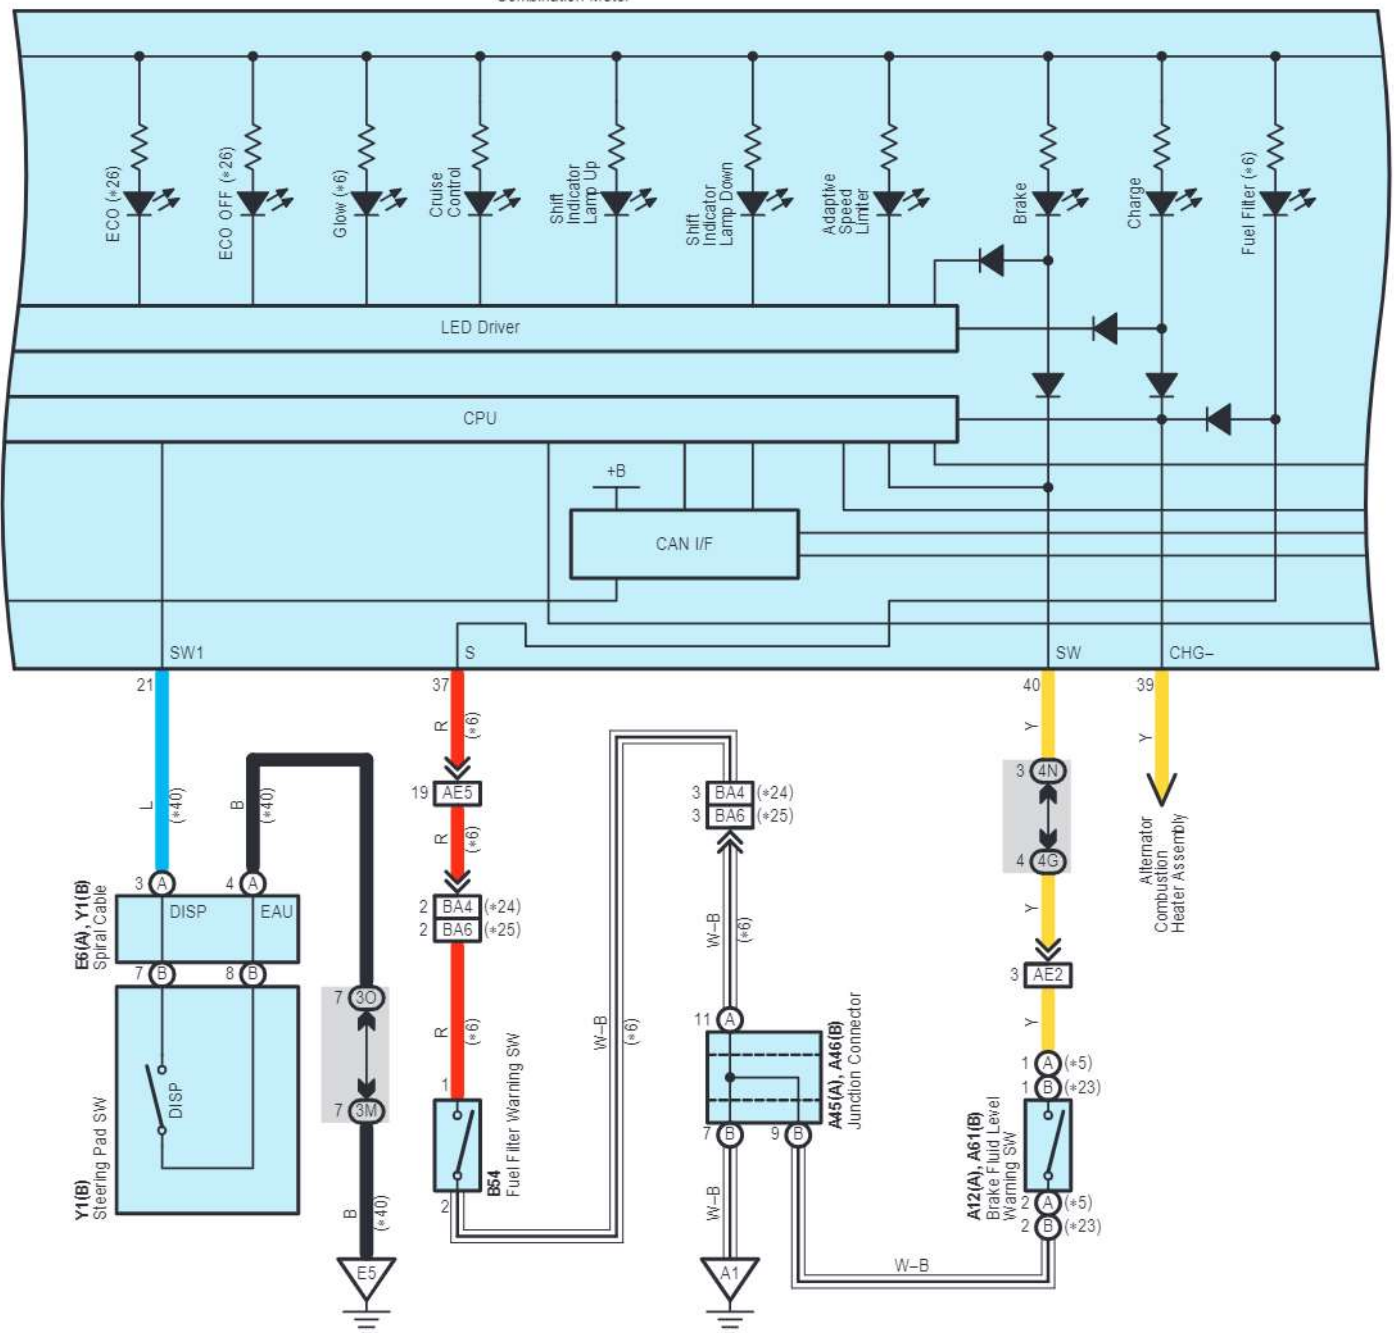 Combination Meter
ECO (*26)
ECO OFF (*26)
Glow (*6)
Cruise
Control
Shift
Indicator
Lamp Up
Shift
Indicator
Lamp Down
Adaptive
Speed
Limiter
Brake
Charge
Fuel Filter (*6)
LED Driver
CPU
+B
CAN I/F
SW1
S
SW
CHG–
21
37
40
39
L
(*40)
B
(*40)
R
(*6)
19 AE5
R
(*6)
2 BA4 (*24)
2 BA6 (*25)
R
(*6)
1
2
B54
Fuel Filter Warning SW
W–B
(*6)
3 BA4 (*24)
3 BA6 (*25)
W–B
(*6)
11 A
A45(A), A46(B)
Junction Connector
7 B
9 B
W–B
A1
W–B
Y
3 4N
4 4G
Y
3 AE2
Y
1 A (*5)
1 B (*23)
A12(A), A61(B)
Brake Fluid Level
Warning SW
2 A (*5)
2 B (*23)
Y
Alternator
Combustion
Heater Assembly
3 A
4 A
DISP
EAU
E6(A), Y1(B)
Spiral Cable
7 B
8 B
DISP
Y1(B)
Steering Pad SW
7 3O
7 3M
B
(*40)
E5